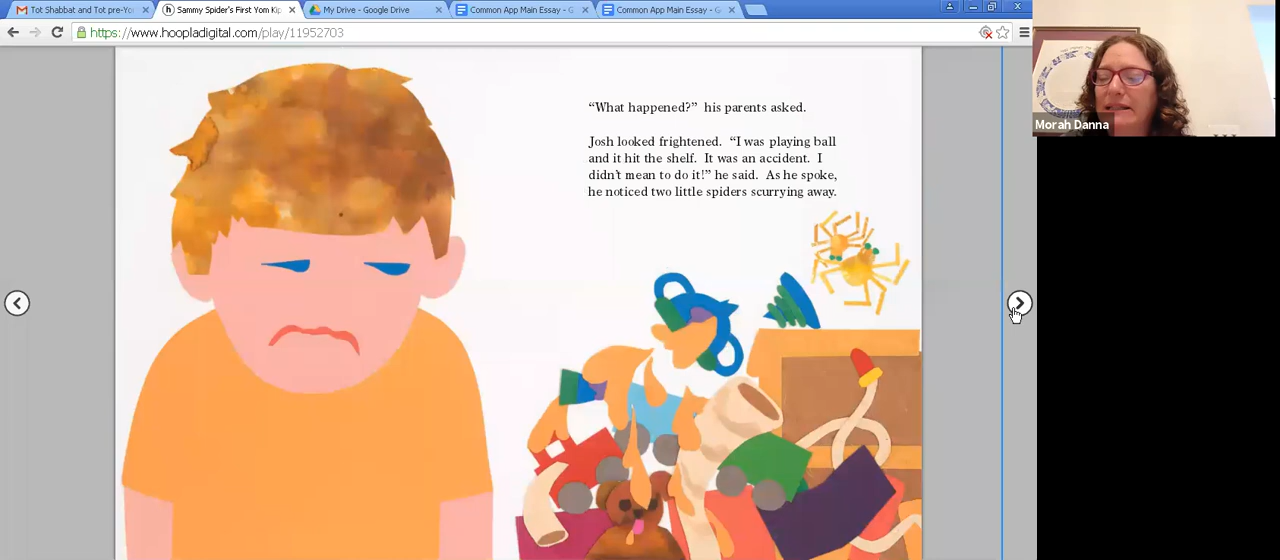 Tot Shabbat and Tot pre-Yo
Sammy Spider's First Yom Kip
My Drive - Google Drive
Common App Main Essay - G
Common App Main Essay - G
https://www.hoopladigital.com/play/11952703
Morah Danna
“What happened?” his parents asked.
Josh looked frightened. “I was playing ball
and it hit the shelf. It was an accident. I
didn’t mean to do it!” he said. As he spoke,
he noticed two little spiders scurrying away.